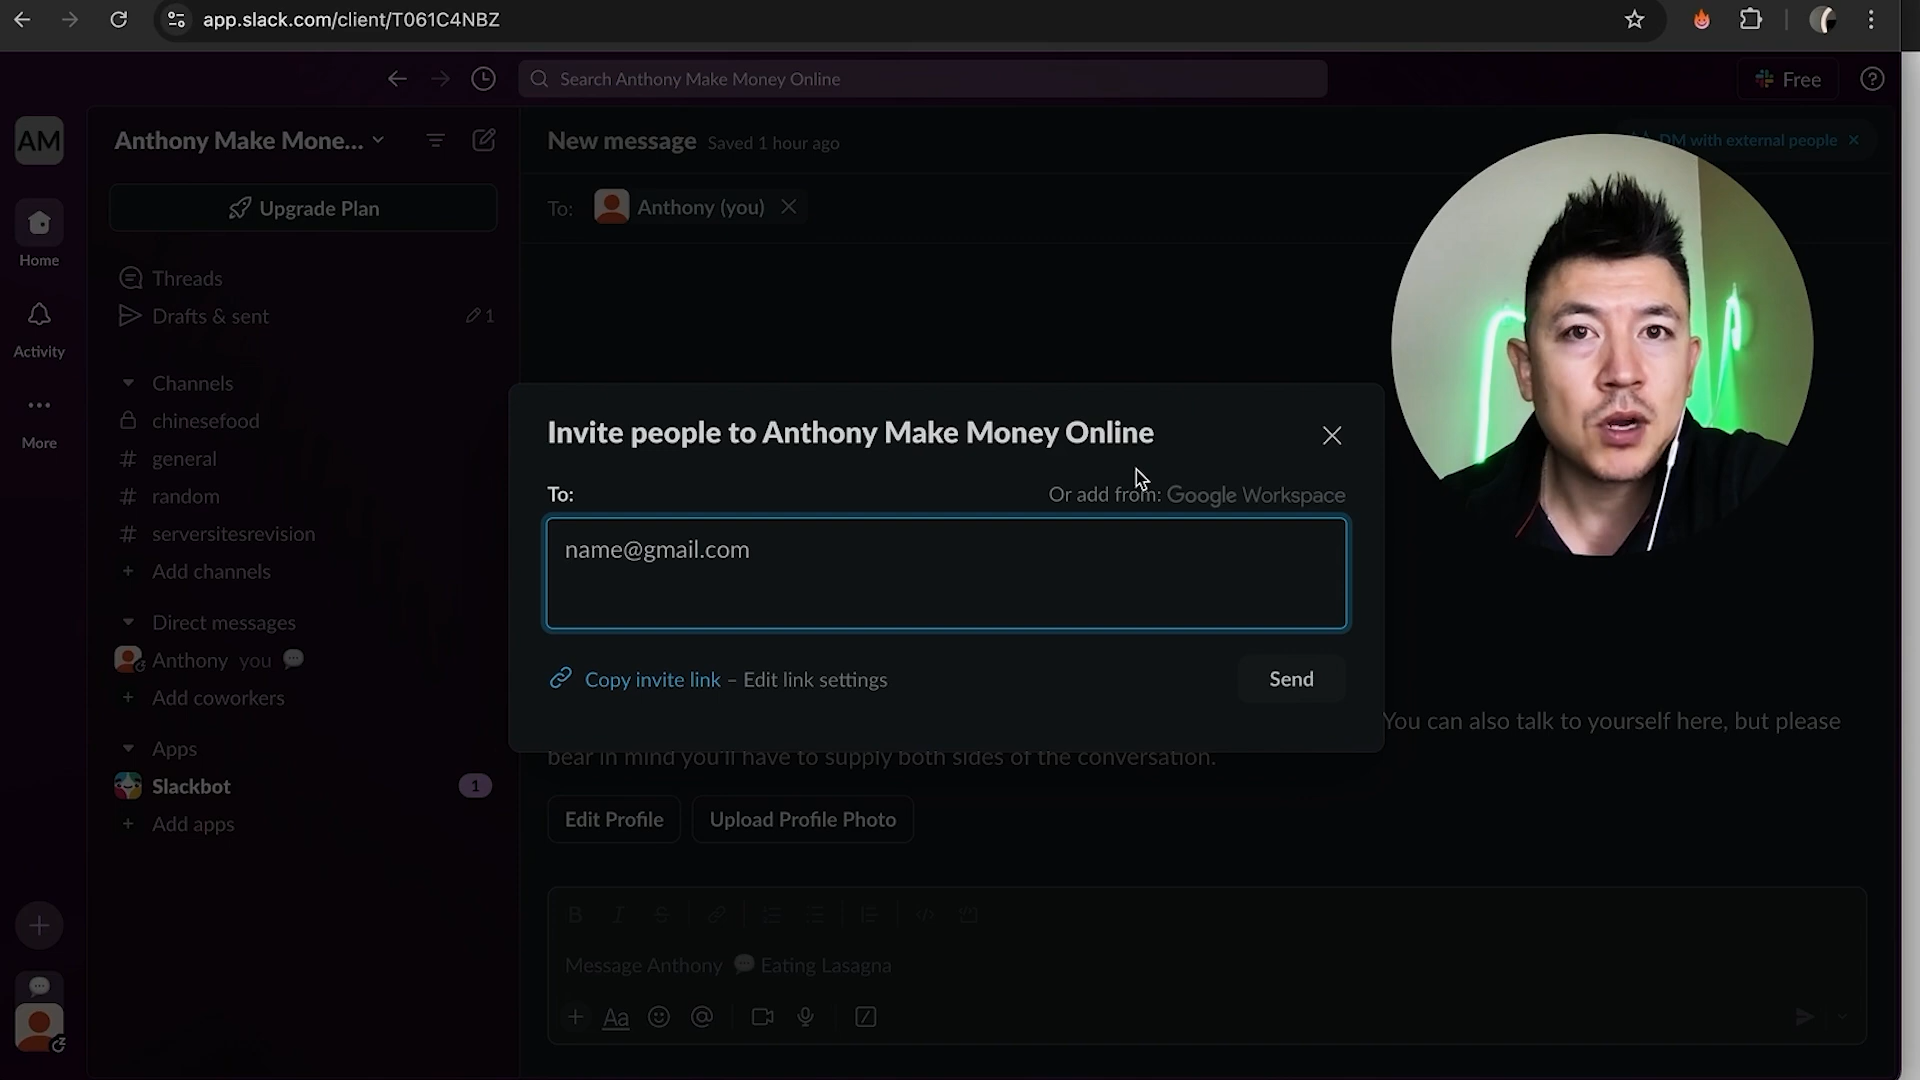 app.slack.com/client/T061C4NBZ
Search Anthony Make Money Online
Free
AM
Anthony Make Mone...
New message Saved 1 hour ago
DM with external people
Upgrade Plan
To: Anthony (you)
Home
Threads
Drafts & sent 1
Activity
Channels
chinesefood
More
general
random
serversitesrevision
Add channels
Direct messages
Anthony you
Add coworkers
Apps
Slackbot 1
Add apps
Invite people to Anthony Make Money Online
To: Or add from: Google Workspace
name@gmail.com
Copy invite link – Edit link settings
Send
You can also talk to yourself here, but please
bear in mind you'll have to supply both sides of the conversation.
Edit Profile Upload Profile Photo
Message Anthony Eating Lasagna
Aa